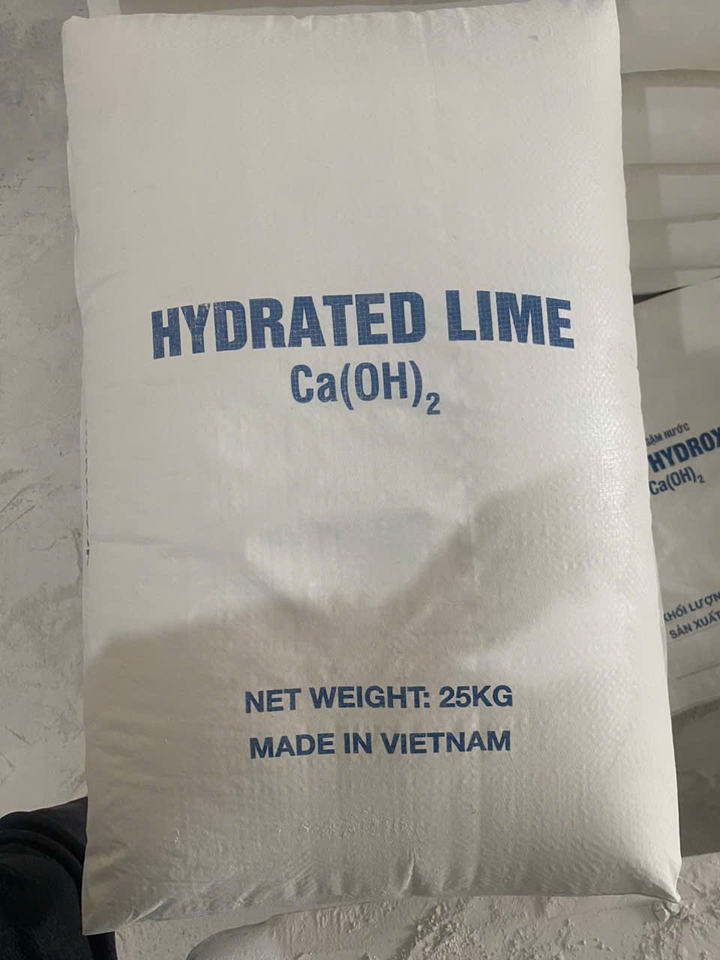 HYDRATED LIME
Ca(OH)₂
NET WEIGHT: 25KG
MADE IN VIETNAM
NƯỚC
HYDROX
Ca(OH)₂
KHỐI LƯỢN
SẢN XUẤT